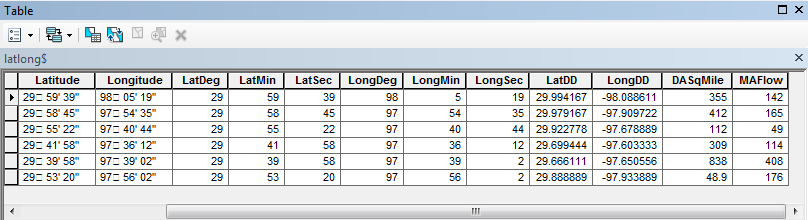 Table
latlong$
Latitude Longitude LatDeg LatMin LatSec LongDeg LongMin LongSec LatDD LongDD DASqMile MAFlow
29□ 59' 39" 98□ 05' 19" 29 59 39 98 5 19 29.994167 -98.088611 355 142
29□ 58' 45" 97□ 54' 35" 29 58 45 97 54 35 29.979167 -97.909722 412 165
29□ 55' 22" 97□ 40' 44" 29 55 22 97 40 44 29.922778 -97.678889 112 49
29□ 41' 58" 97□ 36' 12" 29 41 58 97 36 12 29.699444 -97.603333 309 114
29□ 39' 58" 97□ 39' 02" 29 39 58 97 39 2 29.666111 -97.650556 838 408
29□ 53' 20" 97□ 56' 02" 29 53 20 97 56 2 29.888889 -97.933889 48.9 176